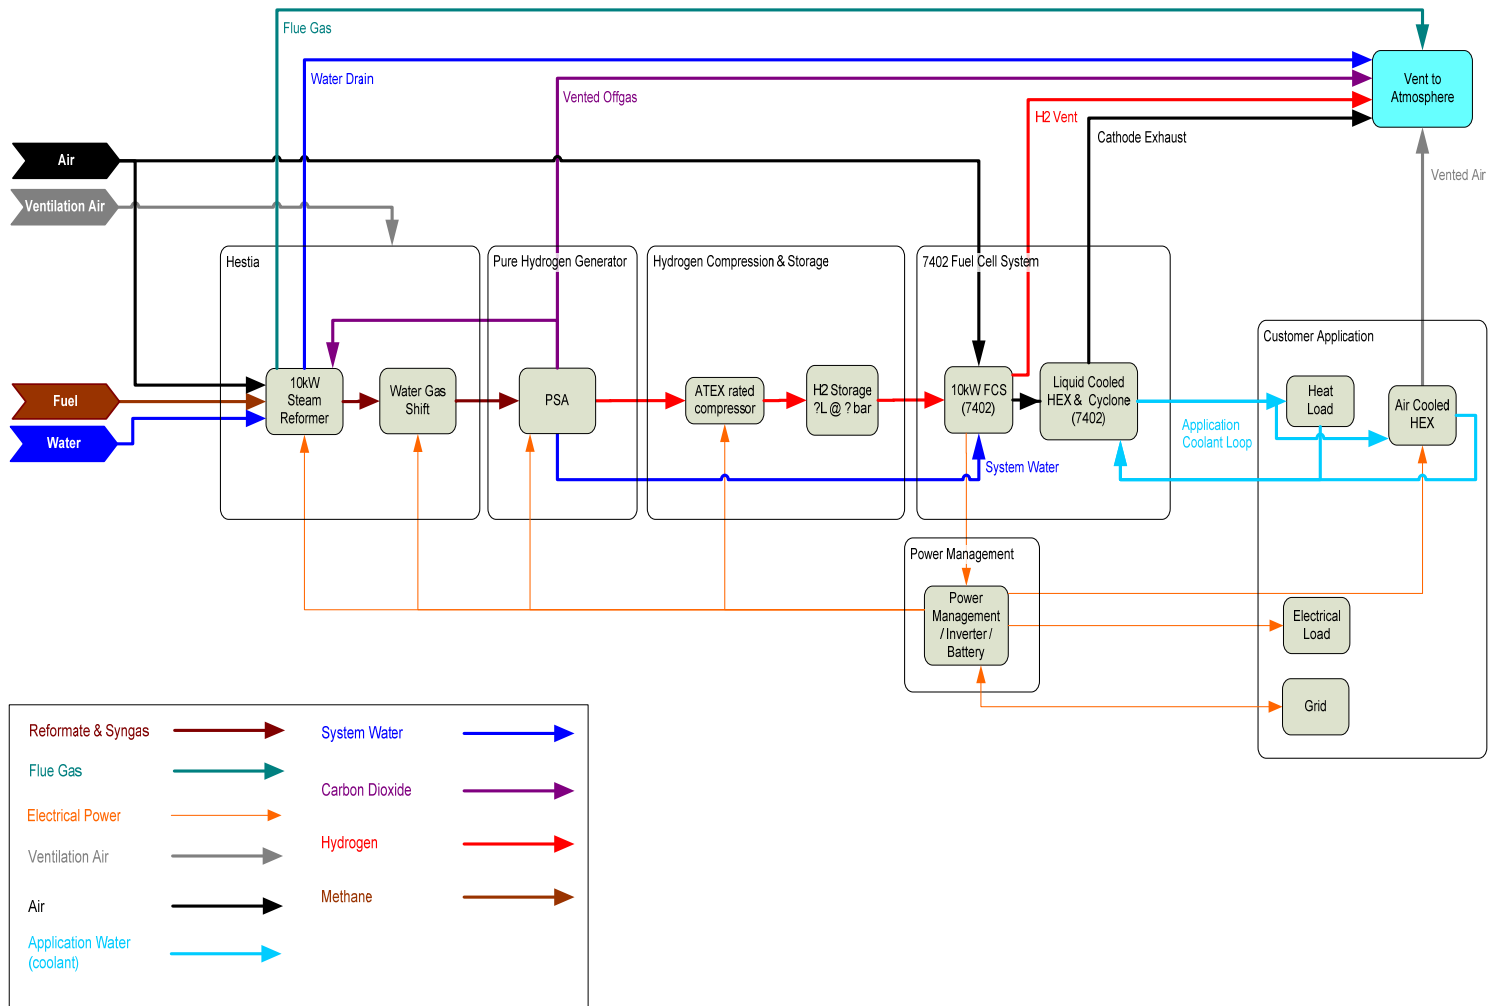 Flue Gas
Water Drain
Vented Offgas
H2 Vent
Cathode Exhaust
Vent to
Atmosphere
Air
Ventilation Air
Vented Air
Hestia
Pure Hydrogen Generator
Hydrogen Compression & Storage
7402 Fuel Cell System
Customer Application
Fuel
Water
10kW
Steam
Reformer
Water Gas
Shift
PSA
ATEX rated
compressor
H2 Storage
?L @ ? bar
10kW FCS
(7402)
Liquid Cooled
HEX & Cyclone
(7402)
Heat
Load
Air Cooled
HEX
Application
Coolant Loop
System Water
Power Management
Power
Management
/ Inverter /
Battery
Electrical
Load
Grid
Reformate & Syngas
Flue Gas
Electrical Power
Ventilation Air
Air
Application Water
(coolant)
System Water
Carbon Dioxide
Hydrogen
Methane